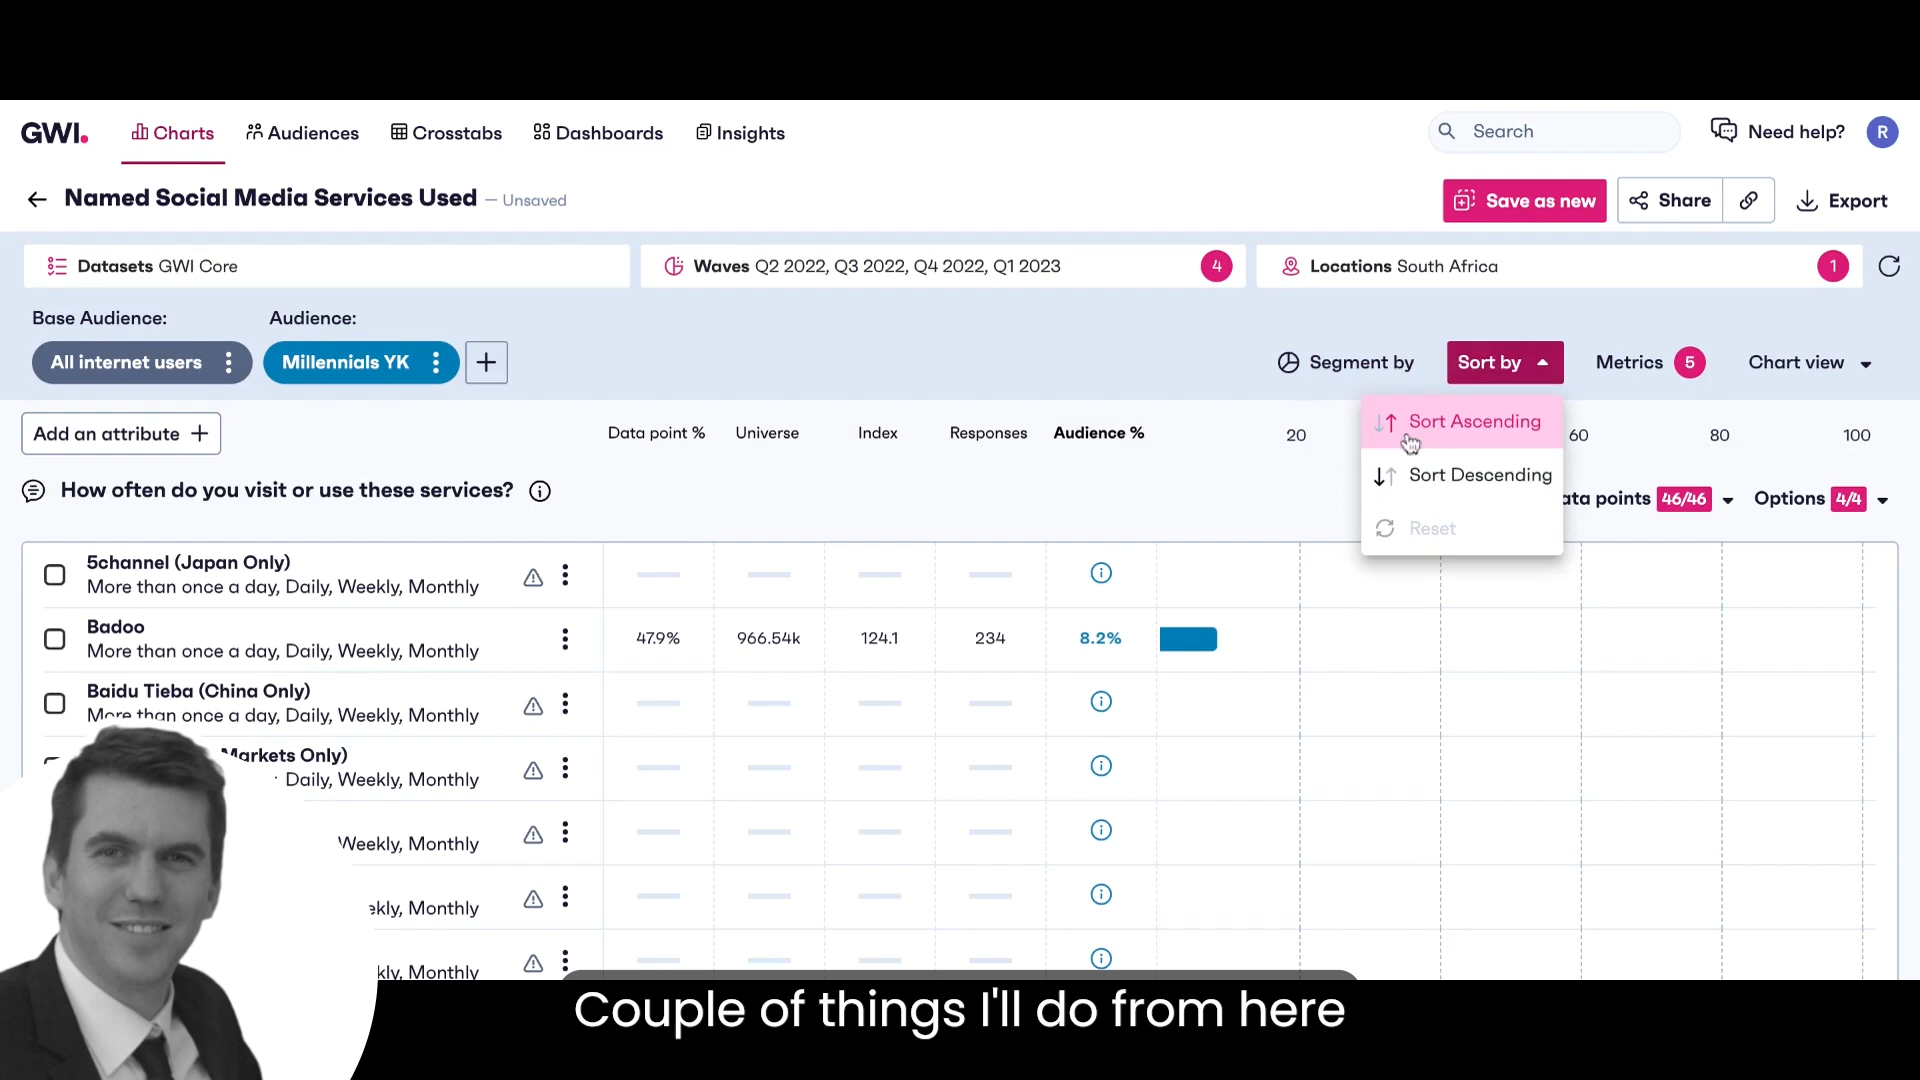 GWI.
Charts
Audiences
Crosstabs
Dashboards
Insights
Search
Need help?
R
Named Social Media Services Used — Unsaved
Save as new
Share
Export
Datasets GWI Core
Waves Q2 2022, Q3 2022, Q4 2022, Q1 2023
4
Locations South Africa
1
Base Audience:
Audience:
All internet users
Millennials YK
Segment by
Sort by
Metrics 5
Chart view
Sort Ascending
Sort Descending
Reset
Add an attribute +
Data point %
Universe
Index
Responses
Audience %
20
60
80
100
How often do you visit or use these services?
ata points 46/46
Options 4/4
5channel (Japan Only)
More than once a day, Daily, Weekly, Monthly
Badoo
More than once a day, Daily, Weekly, Monthly
47.9%
966.54k
124.1
234
8.2%
Baidu Tieba (China Only)
More than once a day, Daily, Weekly, Monthly
Markets Only)
Daily, Weekly, Monthly
Weekly, Monthly
ekly, Monthly
kly, Monthly
Couple of things I'll do from here